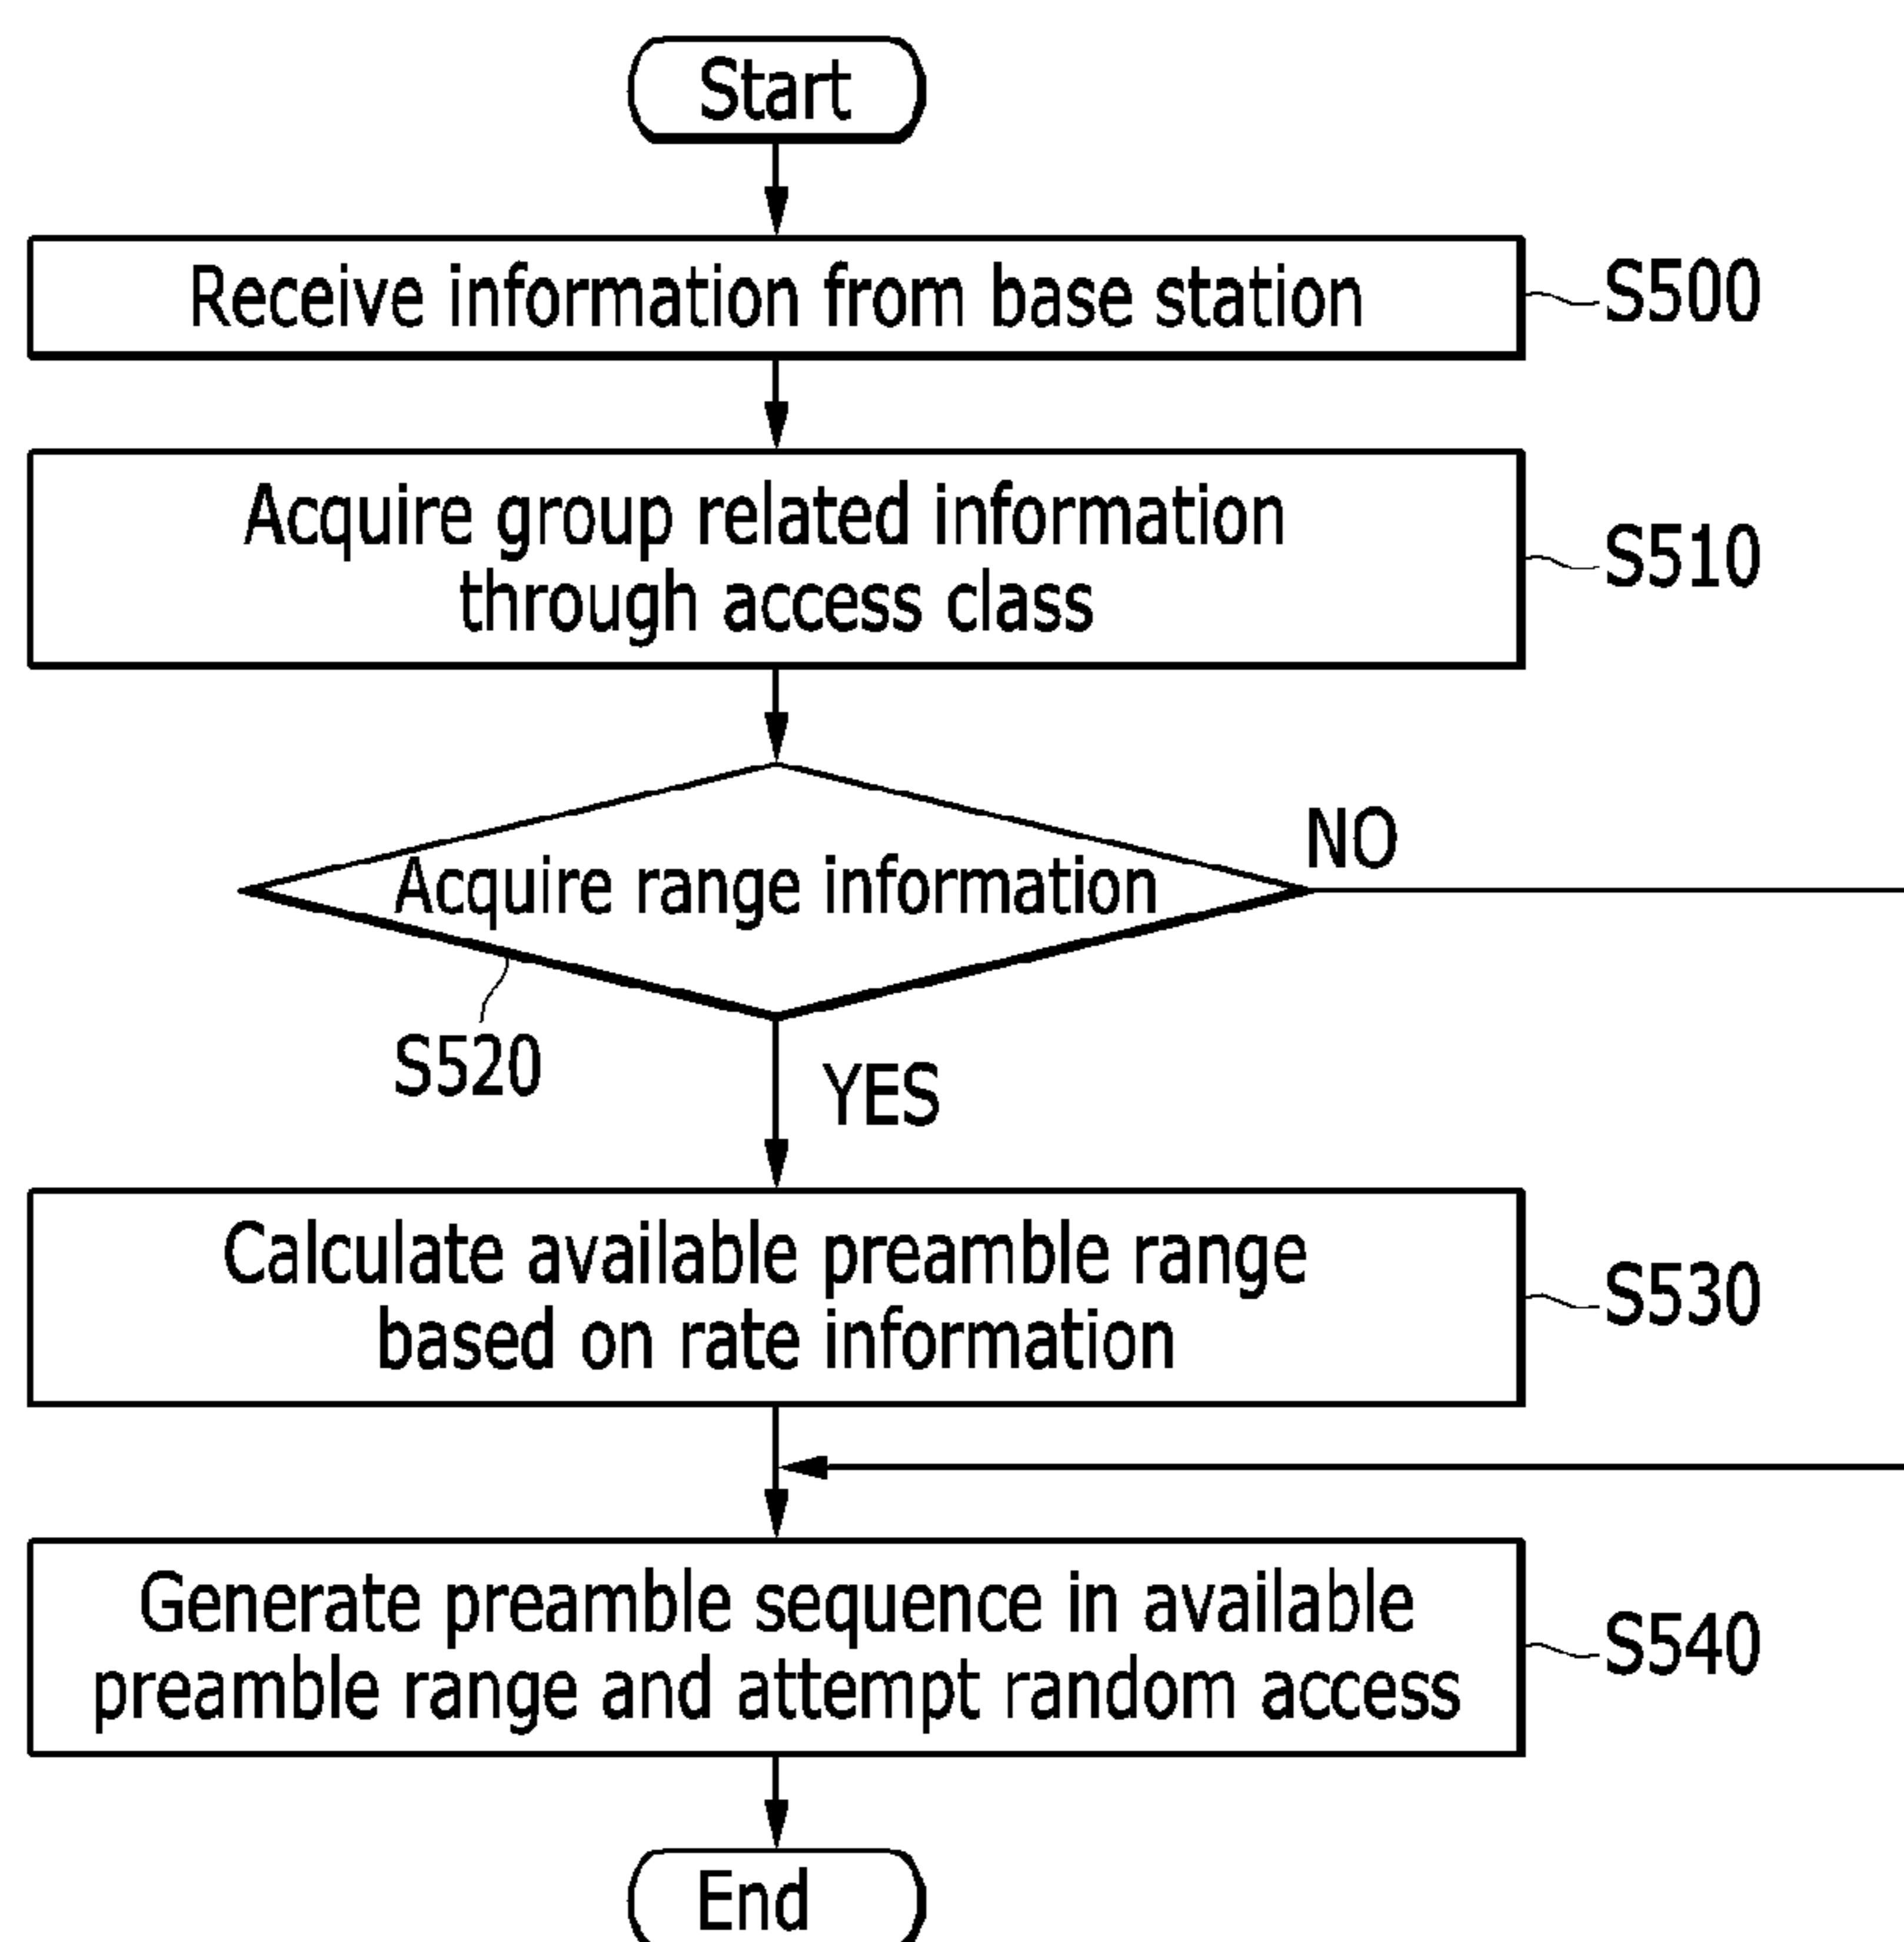 Start
Receive information from base station
S500
Acquire group related information
through access class
S510
Acquire range information
NO
S520
YES
Calculate available preamble range
based on rate information
S530
Generate preamble sequence in available
preamble range and attempt random access
S540
End